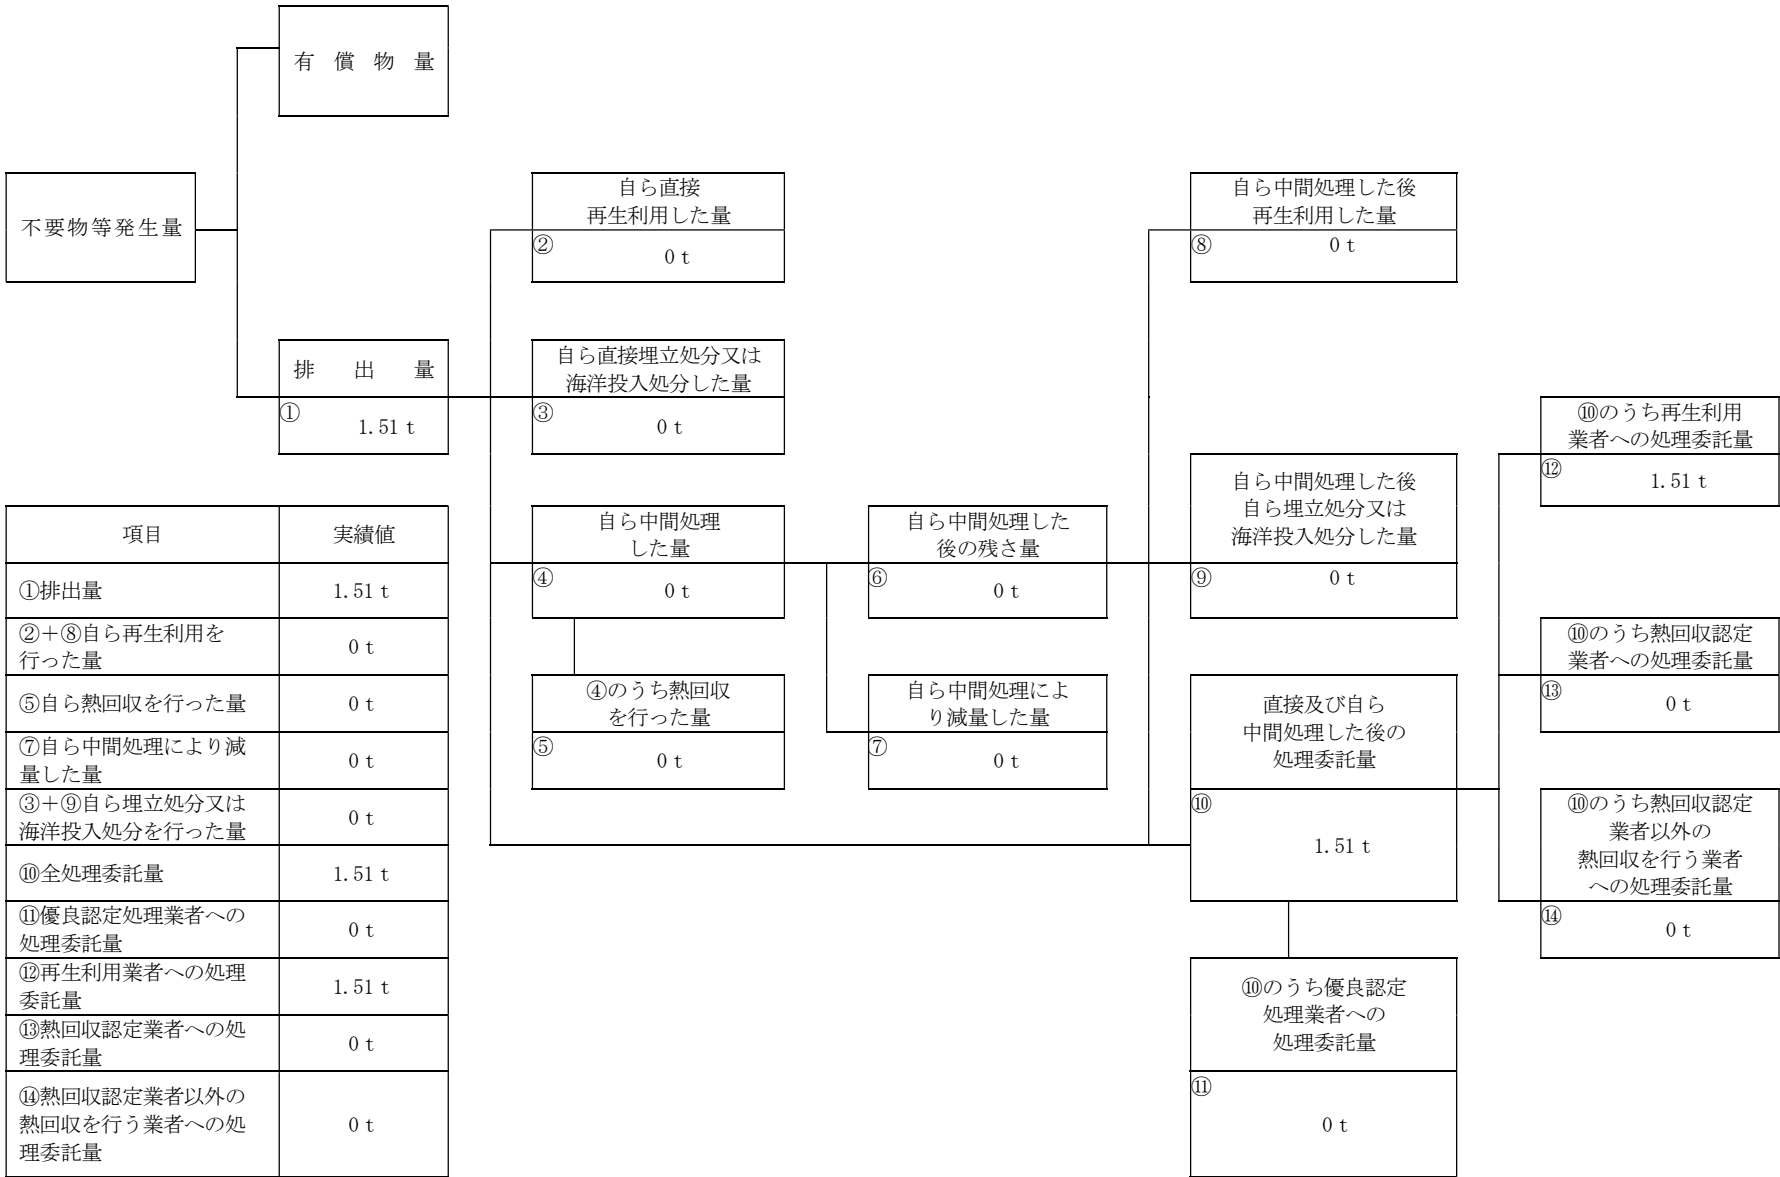 有 償 物 量
不要物等発生量
自ら直接
再生利用した量
②
0 t
自ら中間処理した後
再生利用した量
⑧
0 t
排 出 量
①
1.51 t
自ら直接埋立処分又は
海洋投入処分した量
③
0 t
⑩のうち再生利用
業者への処理委託量
⑫
1.51 t
自ら中間処理
した量
④
0 t
自ら中間処理した
後の残さ量
⑥
0 t
自ら中間処理した後
自ら埋立処分又は
海洋投入処分した量
⑨
0 t
⑩のうち熱回収認定
業者への処理委託量
⑬
0 t
④のうち熱回収
を行った量
⑤
0 t
自ら中間処理によ
り減量した量
⑦
0 t
直接及び自ら
中間処理した後の
処理委託量
⑩
1.51 t
⑩のうち熱回収認定
業者以外の
熱回収を行う業者
への処理委託量
⑭
0 t
⑩のうち優良認定
処理業者への
処理委託量
⑪
0 t
項目 実績値
①排出量 1.51 t
②＋⑧自ら再生利用を
行った量
0 t
⑤自ら熱回収を行った量 0 t
⑦自ら中間処理により減
量した量
0 t
③＋⑨自ら埋立処分又は
海洋投入処分を行った量
0 t
⑩全処理委託量 1.51 t
⑪優良認定処理業者への
処理委託量
0 t
⑫再生利用業者への処理
委託量
1.51 t
⑬熱回収認定業者への処
理委託量
0 t
⑭熱回収認定業者以外の
熱回収を行う業者への処
理委託量
0 t